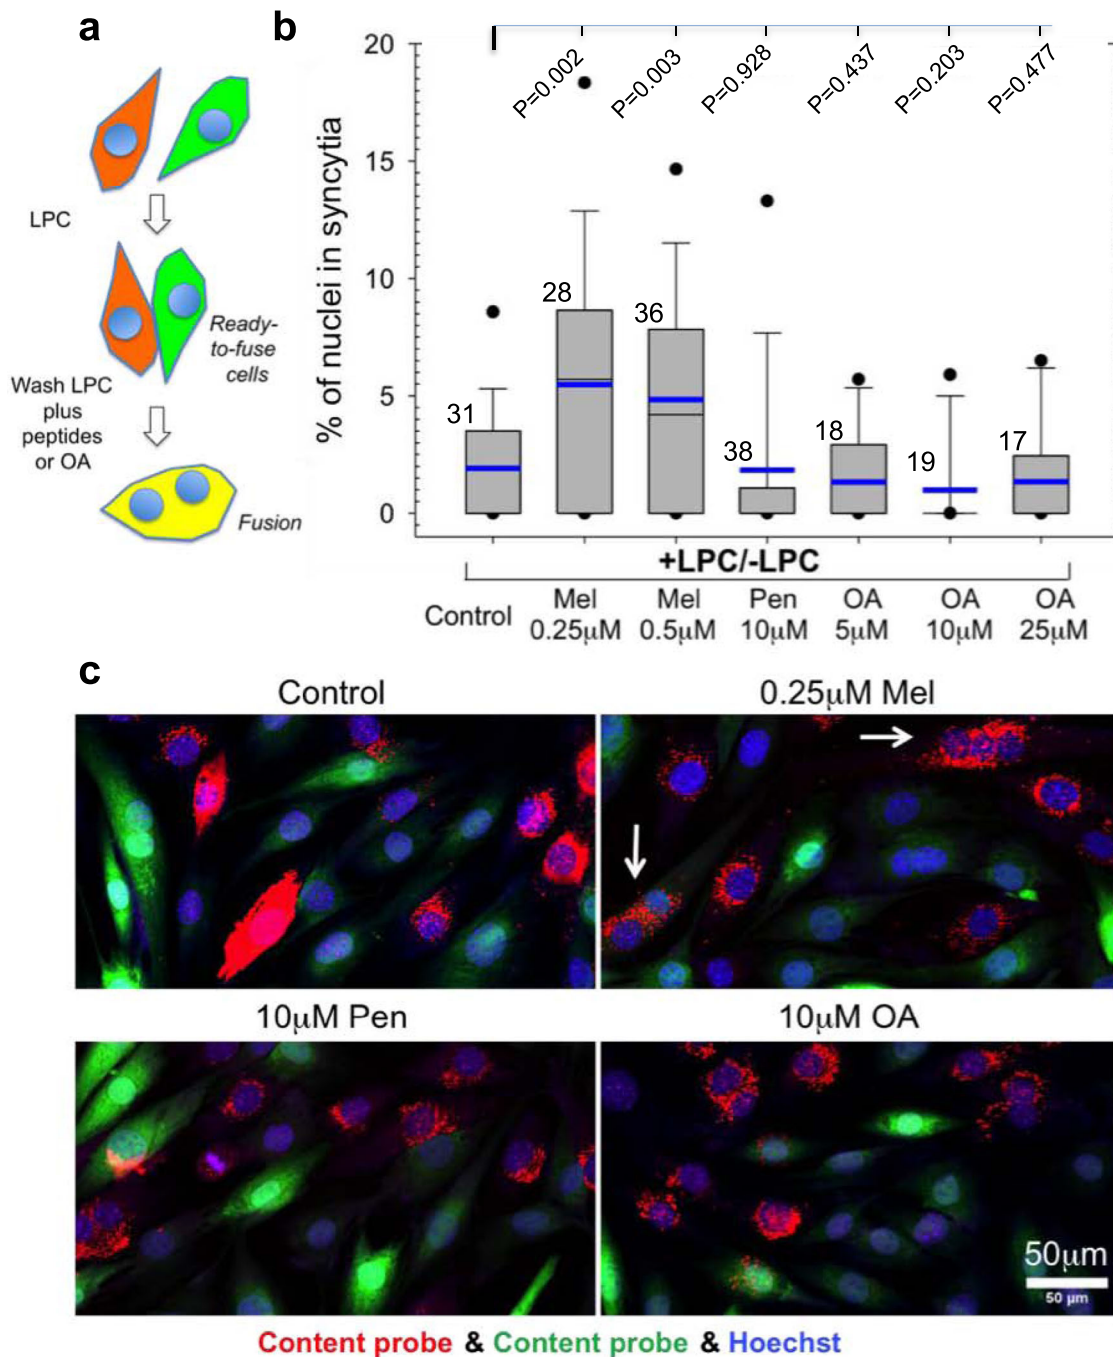 a
LPC
Ready-
to-fuse
cells
Wash LPC
plus
peptides
or OA
Fusion
b
% of nuclei in syncytia
20
15
10
5
0
P=0.002
P=0.003
P=0.928
P=0.437
P=0.203
P=0.477
31
28
36
38
18
19
17
+LPC/-LPC
Control
Mel
0.25μM
Mel
0.5μM
Pen
10μM
OA
5μM
OA
10μM
OA
25μM
c
Control
0.25μM Mel
10μM Pen
10μM OA
50μm
50 μm
Content probe & Content probe & Hoechst